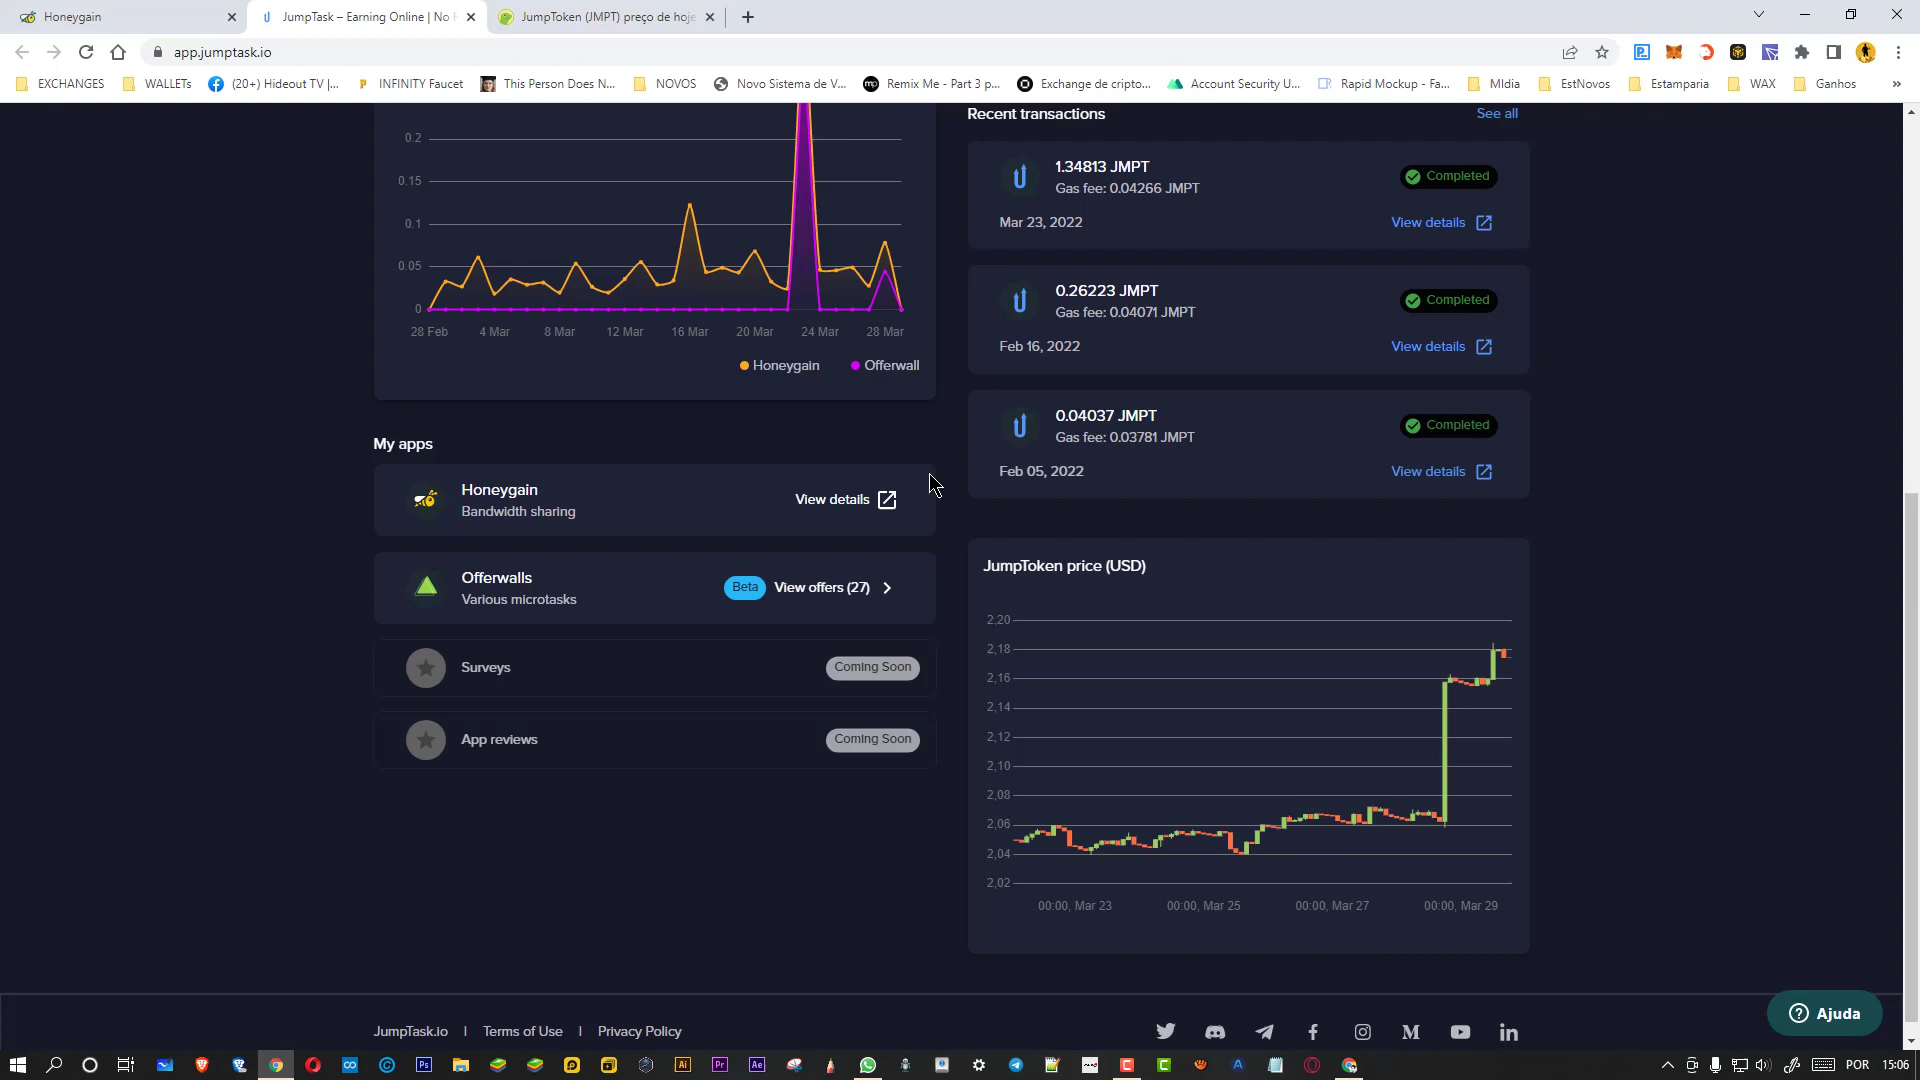 Honeygain
JumpTask – Earning Online | No F
JumpToken (JMPT) preço de hoje
app.jumptask.io
EXCHANGES
WALLETs
(20+) Hideout TV |...
INFINITY Faucet
This Person Does N...
NOVOS
Novo Sistema de V...
Remix Me - Part 3 p...
Exchange de cripto...
Account Security U...
Rapid Mockup - Fa...
MIdia
EstNovos
Estamparia
WAX
Ganhos
»
0.2
0.15
0.1
0.05
0
28 Feb
4 Mar
8 Mar
12 Mar
16 Mar
20 Mar
24 Mar
28 Mar
Honeygain
Offerwall
My apps
Honeygain
Bandwidth sharing
View details
Offerwalls
Various microtasks
Beta
View offers (27)
Surveys
Coming Soon
App reviews
Coming Soon
Recent transactions
See all
1.34813 JMPT
Gas fee: 0.04266 JMPT
Completed
Mar 23, 2022
View details
0.26223 JMPT
Gas fee: 0.04071 JMPT
Completed
Feb 16, 2022
View details
0.04037 JMPT
Gas fee: 0.03781 JMPT
Completed
Feb 05, 2022
View details
JumpToken price (USD)
2,20
2,18
2,16
2,14
2,12
2,10
2,08
2,06
2,04
2,02
00:00, Mar 23
00:00, Mar 25
00:00, Mar 27
00:00, Mar 29
JumpTask.io | Terms of Use | Privacy Policy
Ajuda
POR
15:06